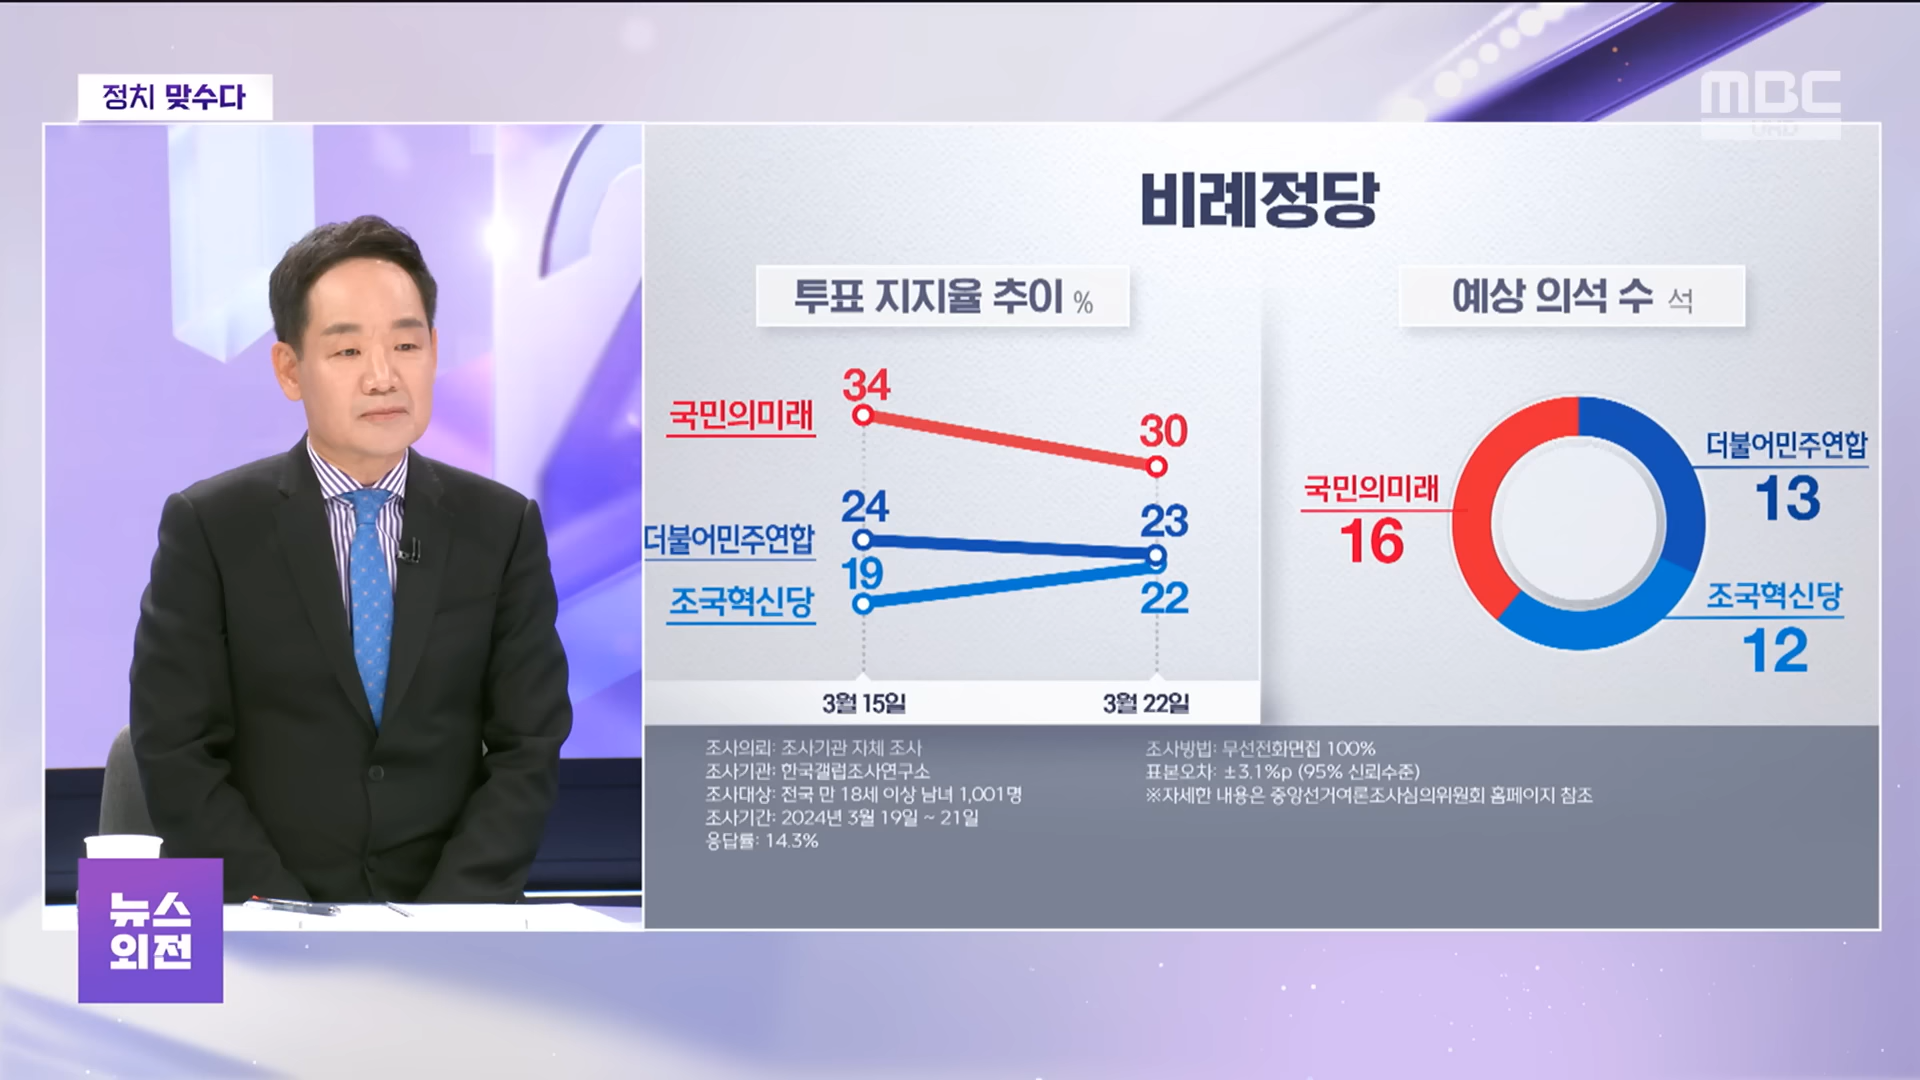 정치 맞수다
MBC
UHD
비례정당
투표 지지율 추이 %
34
국민의미래
30
24
23
더불어민주연합
19
조국혁신당
22
3월 15일
3월 22일
예상 의석 수 석
더불어민주연합
13
국민의미래
16
조국혁신당
12
조사의뢰: 조사기관 자체 조사
조사기관: 한국갤럽조사연구소
조사대상: 전국 만 18세 이상 남녀 1,001명
조사기간: 2024년 3월 19일 ~ 21일
응답률: 14.3%
조사방법: 무선전화면접 100%
표본오차: ±3.1%p (95% 신뢰수준)
※자세한 내용은 중앙선거여론조사심의위원회 홈페이지 참조
뉴스
외전